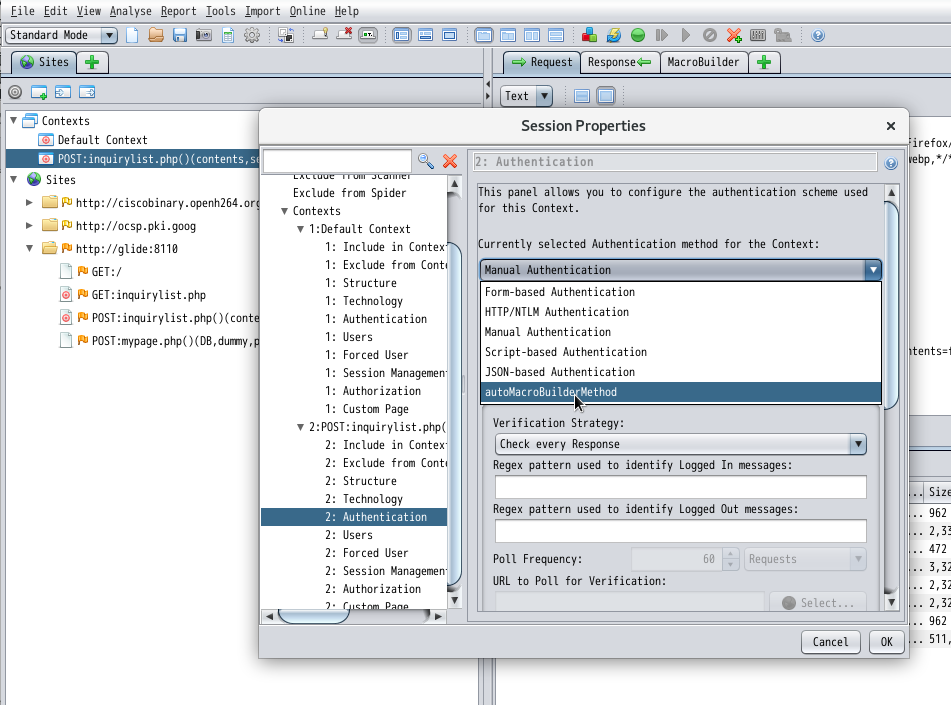 File Edit View Analyse Report Tools Import Online Help
Standard Mode
Sites
Request Response MacroBuilder
Text
Contexts
Default Context
POST:inquirylist.php()(contents,se
Sites
http://ciscobinary.openh264.org
http://ocsp.pki.goog
http://glide:8110
GET:/
GET:inquirylist.php
POST:inquirylist.php()(conte
POST:mypage.php()(DB,dummy,p
Session Properties
Exclude from Scanner
Exclude from Spider
Contexts
1:Default Context
1: Include in Contex
1: Exclude from Cont
1: Structure
1: Technology
1: Authentication
1: Users
1: Forced User
1: Session Managemen
1: Authorization
1: Custom Page
2:POST:inquirylist.php(
2: Include in Contex
2: Exclude from Cont
2: Structure
2: Technology
2: Authentication
2: Users
2: Forced User
2: Session Managemen
2: Authorization
2: Custom Page
2: Authentication
This panel allows you to configure the authentication scheme used
for this Context.
Currently selected Authentication method for the Context:
Manual Authentication
Form-based Authentication
HTTP/NTLM Authentication
Manual Authentication
Script-based Authentication
JSON-based Authentication
autoMacroBuilderMethod
Verification Strategy:
Check every Response
Regex pattern used to identify Logged In messages:
Regex pattern used to identify Logged Out messages:
Poll Frequency: 60 Requests
URL to Poll for Verification:
Select...
Cancel OK
irefox/
webp,*/*
ntents=f
... Size
... 962
... 2,33
... 472
... 3,32
... 2,32
... 2,32
... 962
... 511,